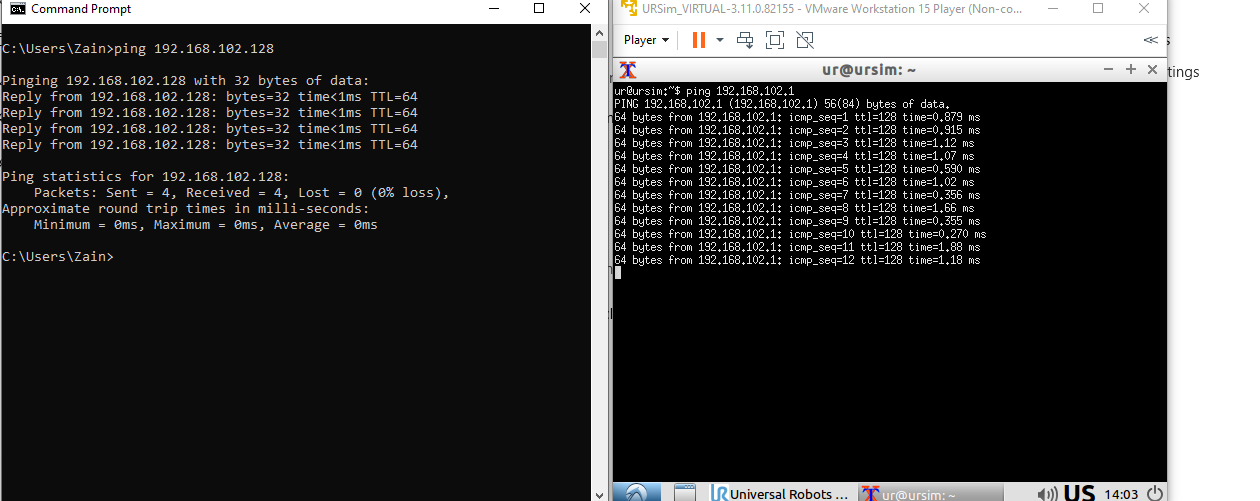 Command Prompt
C:\Users\Zain>ping 192.168.102.128
Pinging 192.168.102.128 with 32 bytes of data:
Reply from 192.168.102.128: bytes=32 time<1ms TTL=64
Reply from 192.168.102.128: bytes=32 time<1ms TTL=64
Reply from 192.168.102.128: bytes=32 time<1ms TTL=64
Reply from 192.168.102.128: bytes=32 time<1ms TTL=64
Ping statistics for 192.168.102.128:
Packets: Sent = 4, Received = 4, Lost = 0 (0% loss),
Approximate round trip times in milli-seconds:
Minimum = 0ms, Maximum = 0ms, Average = 0ms
C:\Users\Zain>
URSim_VIRTUAL-3.11.0.82155 - VMware Workstation 15 Player (Non-co...
Player
ur@ursim: ~
ur@ursim:~$ ping 192.168.102.1
PING 192.168.102.1 (192.168.102.1) 56(84) bytes of data.
64 bytes from 192.168.102.1: icmp_seq=1 ttl=128 time=0.879 ms
64 bytes from 192.168.102.1: icmp_seq=2 ttl=128 time=0.915 ms
64 bytes from 192.168.102.1: icmp_seq=3 ttl=128 time=1.12 ms
64 bytes from 192.168.102.1: icmp_seq=4 ttl=128 time=1.07 ms
64 bytes from 192.168.102.1: icmp_seq=5 ttl=128 time=0.590 ms
64 bytes from 192.168.102.1: icmp_seq=6 ttl=128 time=1.02 ms
64 bytes from 192.168.102.1: icmp_seq=7 ttl=128 time=0.356 ms
64 bytes from 192.168.102.1: icmp_seq=8 ttl=128 time=1.66 ms
64 bytes from 192.168.102.1: icmp_seq=9 ttl=128 time=0.355 ms
64 bytes from 192.168.102.1: icmp_seq=10 ttl=128 time=0.270 ms
64 bytes from 192.168.102.1: icmp_seq=11 ttl=128 time=1.88 ms
64 bytes from 192.168.102.1: icmp_seq=12 ttl=128 time=1.18 ms
UR Universal Robots ...
ur@ursim: ~
US 14:03
tings